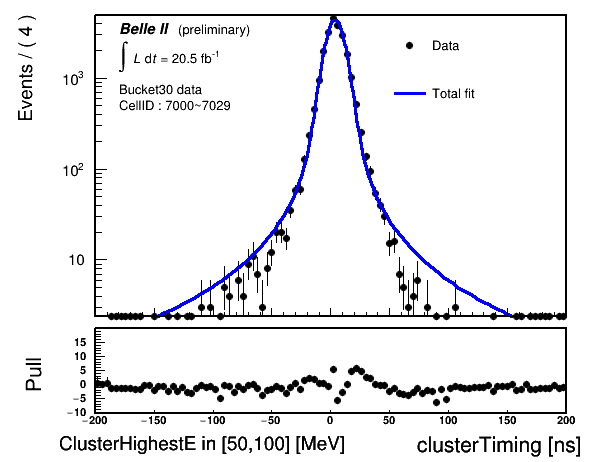 Events / ( 4 )
Belle II (preliminary)
∫ L dt = 20.5 fb⁻¹
Bucket30 data
CellID : 7000~7029
Data
Total fit
10³
10²
10
Pull
15
10
5
0
−5
−10
−200 −150 −100 −50 0 50 100 150 200
ClusterHighestE in [50,100] [MeV]
clusterTiming [ns]